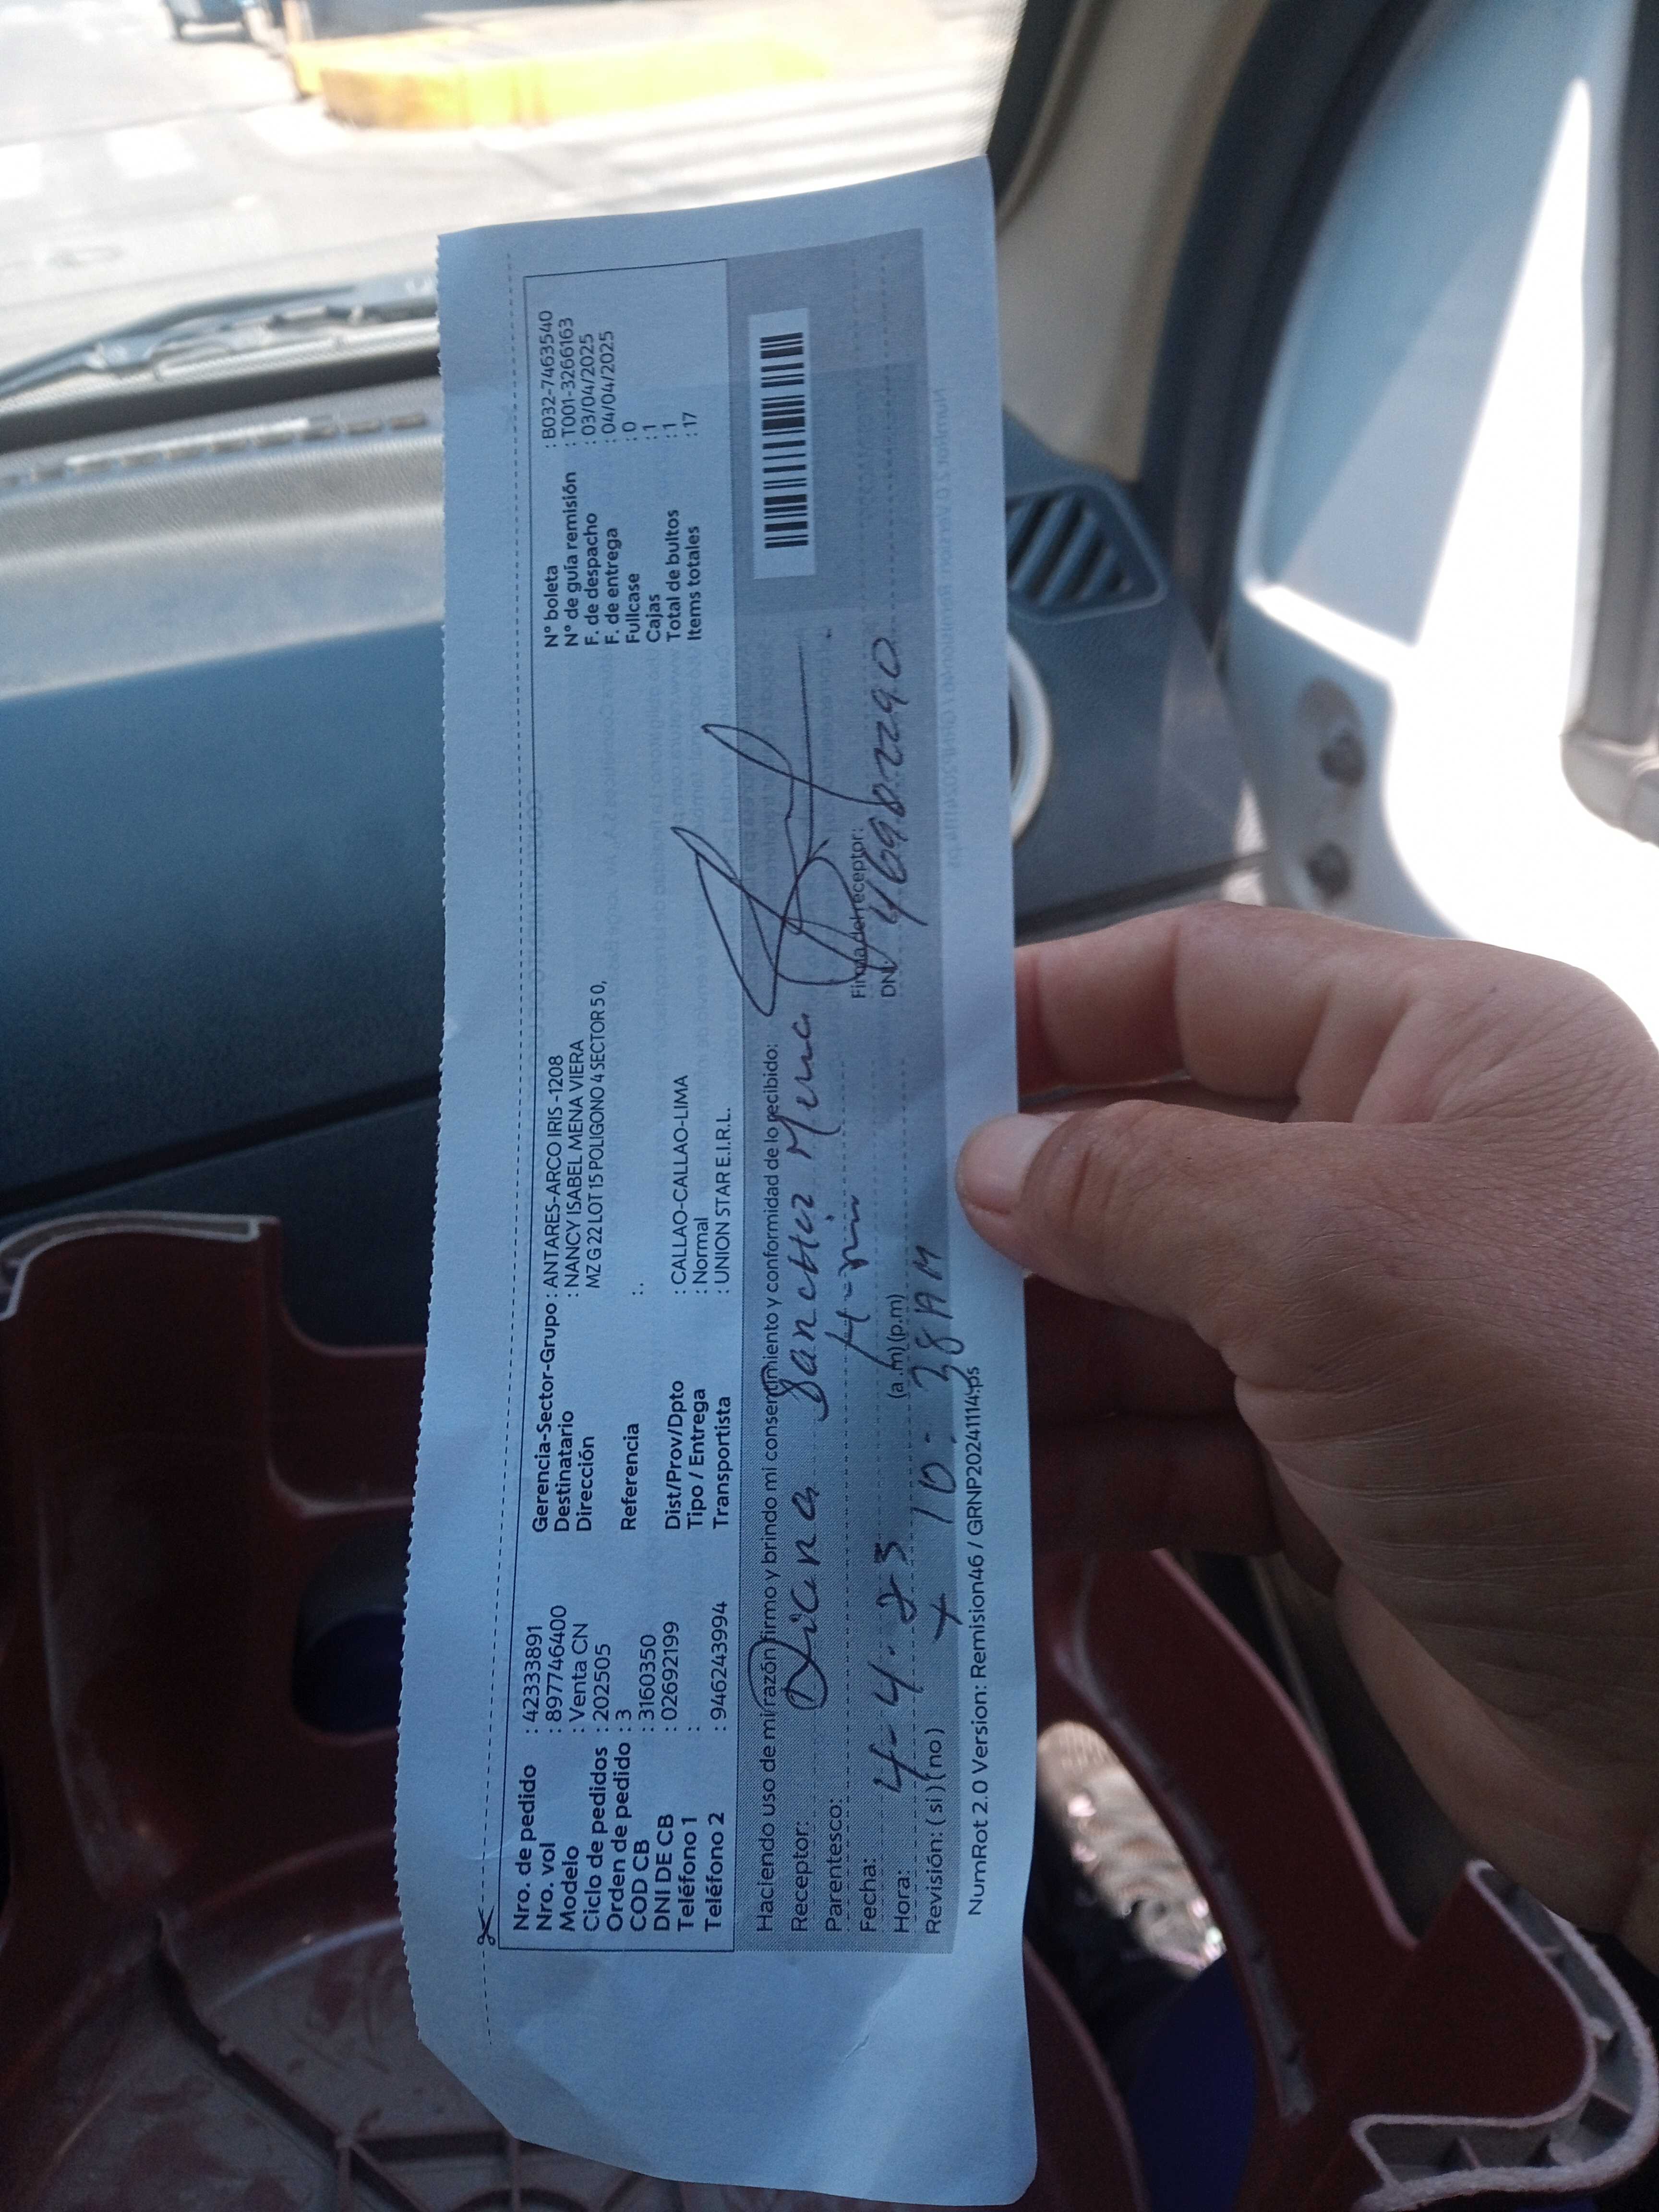 Nro. de pedido : 42333891
Nro. vol : 897746400
Modelo : Venta CN
Ciclo de pedidos : 202505
Orden de pedido : 3
COD CB : 3160350
DNI DE CB : 02692199
Teléfono 1 :
Teléfono 2 : 946243994
Gerencia-Sector-Grupo : ANTARES-ARCO IRIS -1208
Destinatario : NANCY ISABEL MENA VIERA
Dirección MZ G 22 LOT 15 POLIGONO 4 SECTOR 5 0,
Referencia :.
Dist/Prov/Dpto : CALLAO-CALLAO-LIMA
Tipo / Entrega : Normal
Transportista : UNION STAR E.I.R.L.
N° boleta : B032-7463540
N° de guía remisión : T001-3266163
F. de despacho : 03/04/2025
F. de entrega : 04/04/2025
Fullcase : 0
Cajas : 1
Total de bultos : 1
Items totales : 17
Haciendo uso de mi razón firmo y brindo mi consentimiento y conformidad de lo recibido:
Receptor: Diana Sanchez Mena
Parentesco:
Firma del receptor:
Fecha: 4-4-
DNI 46982290
Hora: 10:38 AM (a .m) (p.m)
Revisión: ( si ) ( no )
NumRot 2.0 Version: Remision46 / GRNP20241114.ps